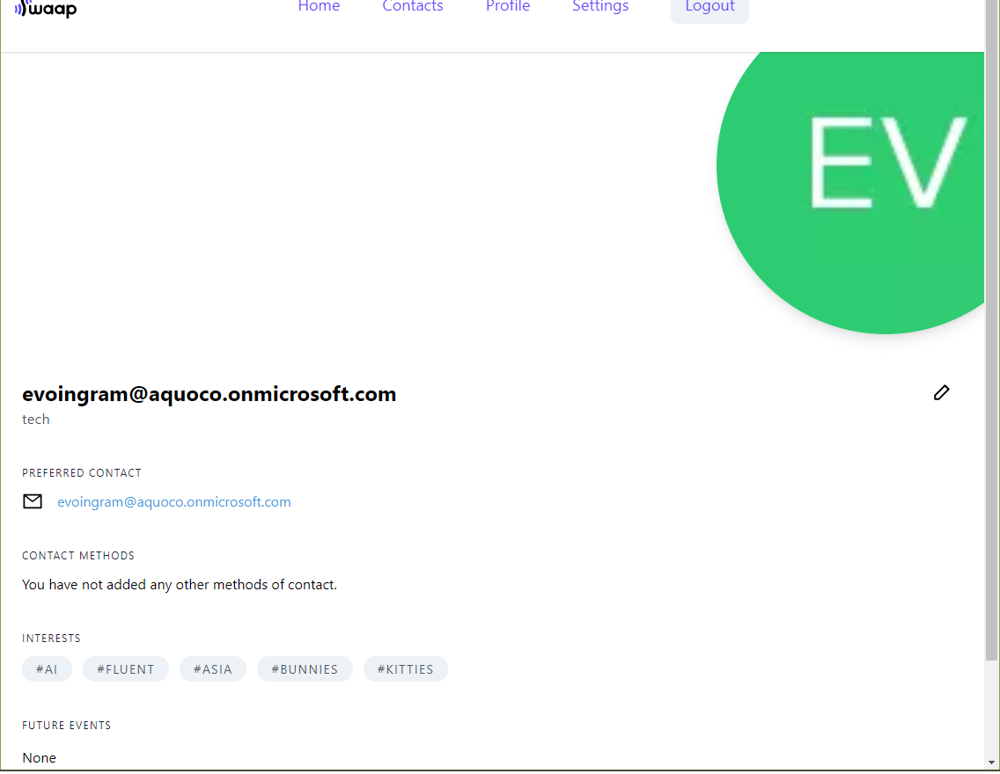 Swaap
Home Contacts Profile Settings Logout
EV
evoingram@aquoco.onmicrosoft.com
tech
PREFERRED CONTACT
evoingram@aquoco.onmicrosoft.com
CONTACT METHODS
You have not added any other methods of contact.
INTERESTS
#AI #FLUENT #ASIA #BUNNIES #KITTIES
FUTURE EVENTS
None